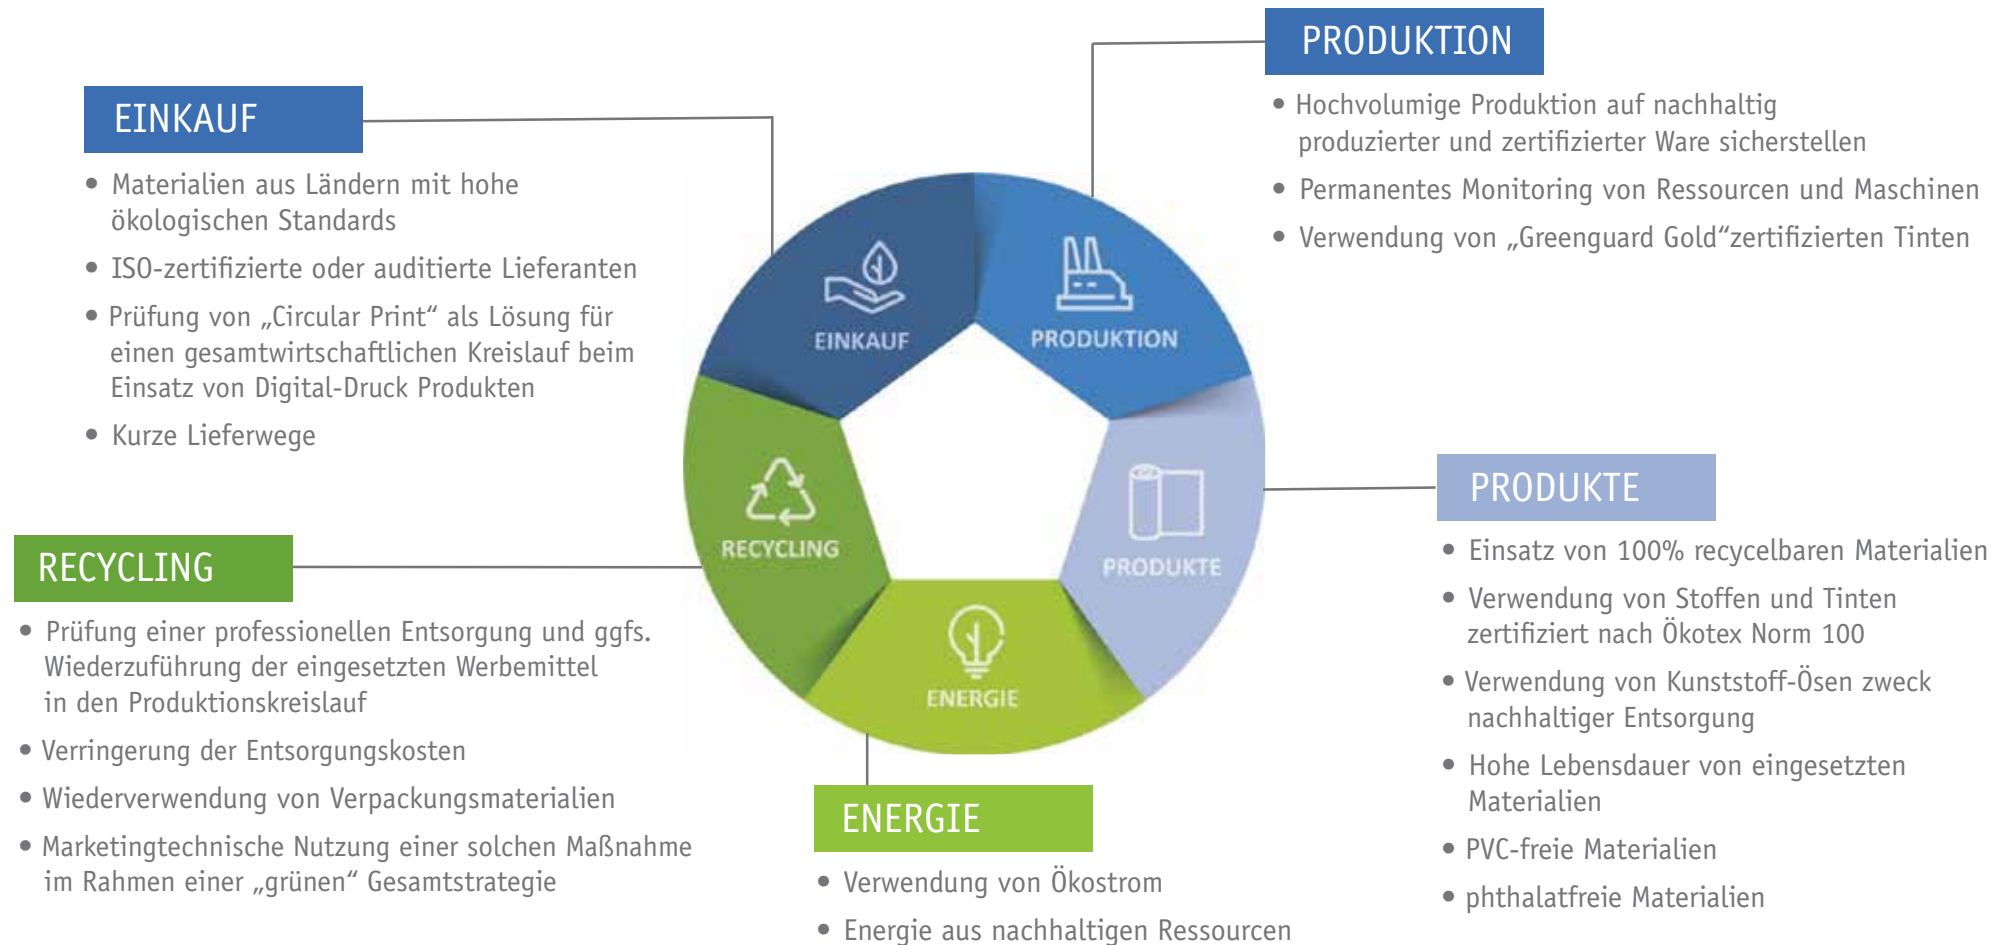 EINKAUF
• Materialien aus Ländern mit hohe
ökologischen Standards
• ISO-zertifizierte oder auditierte Lieferanten
• Prüfung von „Circular Print“ als Lösung für
einen gesamtwirtschaftlichen Kreislauf beim
Einsatz von Digital-Druck Produkten
• Kurze Lieferwege
PRODUKTION
• Hochvolumige Produktion auf nachhaltig
produzierter und zertifizierter Ware sicherstellen
• Permanentes Monitoring von Ressourcen und Maschinen
• Verwendung von „Greenguard Gold“zertifizierten Tinten
EINKAUF
PRODUKTION
RECYCLING
PRODUKTE
ENERGIE
RECYCLING
• Prüfung einer professionellen Entsorgung und ggfs.
Wiederzuführung der eingesetzten Werbemittel
in den Produktionskreislauf
• Verringerung der Entsorgungskosten
• Wiederverwendung von Verpackungsmaterialien
• Marketingtechnische Nutzung einer solchen Maßnahme
im Rahmen einer „grünen“ Gesamtstrategie
PRODUKTE
• Einsatz von 100% recycelbaren Materialien
• Verwendung von Stoffen und Tinten
zertifiziert nach Ökotex Norm 100
• Verwendung von Kunststoff-Ösen zweck
nachhaltiger Entsorgung
• Hohe Lebensdauer von eingesetzten
Materialien
• PVC-freie Materialien
• phthalatfreie Materialien
ENERGIE
• Verwendung von Ökostrom
• Energie aus nachhaltigen Ressourcen